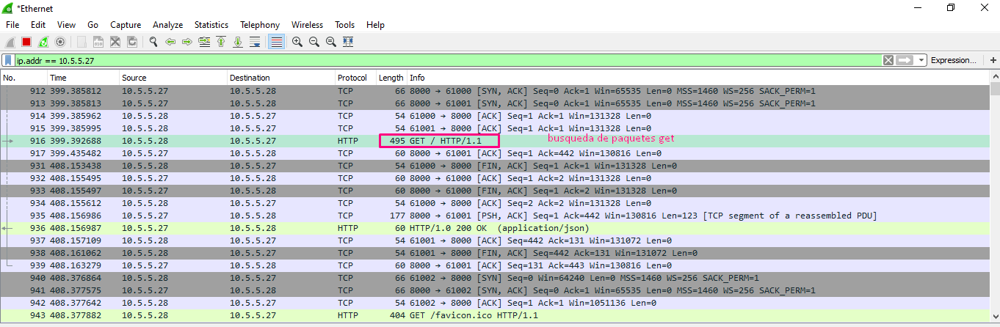 *Ethernet
File Edit View Go Capture Analyze Statistics Telephony Wireless Tools Help
ip.addr == 10.5.5.27 Expression... +
No. Time Source Destination Protocol Length Info
912 399.385812 10.5.5.27 10.5.5.28 TCP 66 8000 → 61000 [SYN, ACK] Seq=0 Ack=1 Win=65535 Len=0 MSS=1460 WS=256 SACK_PERM=1
913 399.385813 10.5.5.27 10.5.5.28 TCP 66 8000 → 61001 [SYN, ACK] Seq=0 Ack=1 Win=65535 Len=0 MSS=1460 WS=256 SACK_PERM=1
914 399.385962 10.5.5.28 10.5.5.27 TCP 54 61000 → 8000 [ACK] Seq=1 Ack=1 Win=131328 Len=0
915 399.385995 10.5.5.28 10.5.5.27 TCP 54 61001 → 8000 [ACK] Seq=1 Ack=1 Win=131328 Len=0
916 399.392688 10.5.5.28 10.5.5.27 HTTP 495 GET / HTTP/1.1 busqueda de paquetes get
917 399.435482 10.5.5.27 10.5.5.28 TCP 60 8000 → 61001 [ACK] Seq=1 Ack=442 Win=130816 Len=0
931 408.153438 10.5.5.28 10.5.5.27 TCP 54 61000 → 8000 [FIN, ACK] Seq=1 Ack=1 Win=131328 Len=0
932 408.155495 10.5.5.27 10.5.5.28 TCP 60 8000 → 61000 [ACK] Seq=1 Ack=2 Win=131328 Len=0
933 408.155497 10.5.5.27 10.5.5.28 TCP 60 8000 → 61000 [FIN, ACK] Seq=1 Ack=2 Win=131328 Len=0
934 408.155612 10.5.5.28 10.5.5.27 TCP 54 61000 → 8000 [ACK] Seq=2 Ack=2 Win=131328 Len=0
935 408.156986 10.5.5.27 10.5.5.28 TCP 177 8000 → 61001 [PSH, ACK] Seq=1 Ack=442 Win=130816 Len=123 [TCP segment of a reassembled PDU]
936 408.156987 10.5.5.27 10.5.5.28 HTTP 60 HTTP/1.0 200 OK (application/json)
937 408.157109 10.5.5.28 10.5.5.27 TCP 54 61001 → 8000 [ACK] Seq=442 Ack=131 Win=131072 Len=0
938 408.161062 10.5.5.28 10.5.5.27 TCP 54 61001 → 8000 [FIN, ACK] Seq=442 Ack=131 Win=131072 Len=0
939 408.163279 10.5.5.27 10.5.5.28 TCP 60 8000 → 61001 [ACK] Seq=131 Ack=443 Win=130816 Len=0
940 408.376864 10.5.5.28 10.5.5.27 TCP 66 61002 → 8000 [SYN] Seq=0 Win=64240 Len=0 MSS=1460 WS=256 SACK_PERM=1
941 408.377575 10.5.5.27 10.5.5.28 TCP 66 8000 → 61002 [SYN, ACK] Seq=0 Ack=1 Win=65535 Len=0 MSS=1460 WS=256 SACK_PERM=1
942 408.377642 10.5.5.28 10.5.5.27 TCP 54 61002 → 8000 [ACK] Seq=1 Ack=1 Win=1051136 Len=0
943 408.377882 10.5.5.28 10.5.5.27 HTTP 404 GET /favicon.ico HTTP/1.1